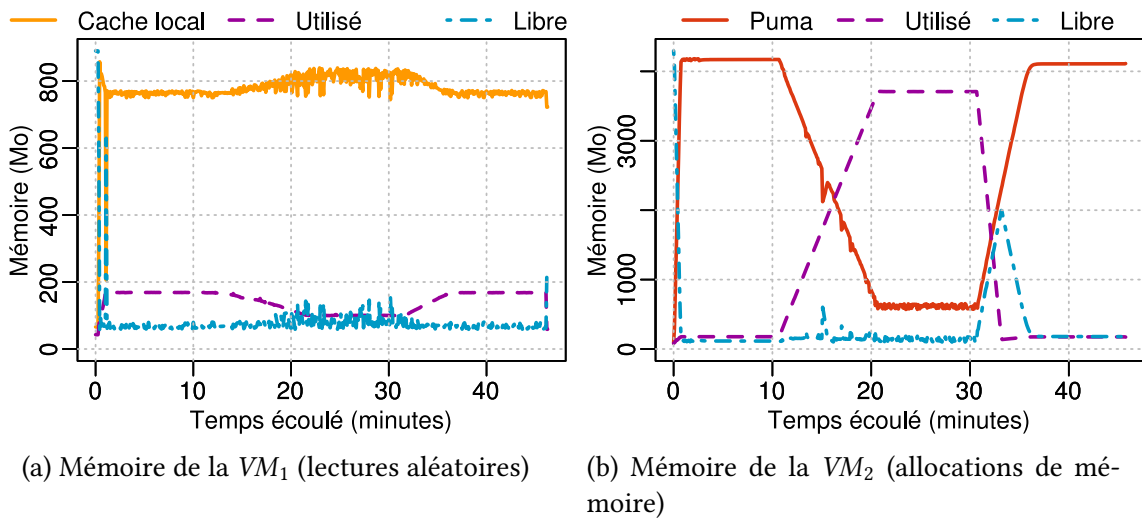 Cache local Utilisé Libre
Mémoire (Mo)
800
600
400
200
0
0 10 20 30 40
Temps écoulé (minutes)
(a) Mémoire de la VM1 (lectures aléatoires)
Puma Utilisé Libre
Mémoire (Mo)
3000
1000
0
0 10 20 30 40
Temps écoulé (minutes)
(b) Mémoire de la VM2 (allocations de mé-
moire)